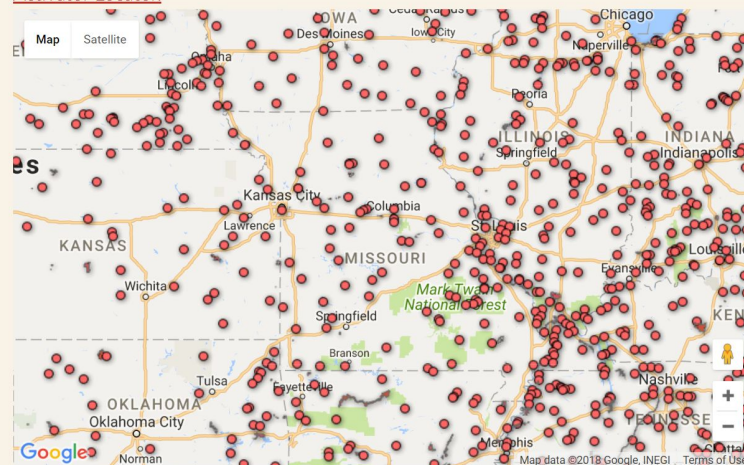 Map
Satellite
IOWA
Des Moines
Iowa City
Chicago
Naperville
Omaha
Lincoln
Peoria
ILLINOIS
Springfield
INDIANA
Indianapolis
es
Kansas City
Lawrence
Columbia
St Louis
KANSAS
MISSOURI
Louisville
Evansville
Wichita
Mark Twain
National Forest
KEN
Springfield
Branson
Tulsa
Fayetteville
Nashville
OKLAHOMA
Oklahoma City
TENNESSEE
Memphis
Norman
Google
Map data ©2018 Google, INEGI
Terms of Use